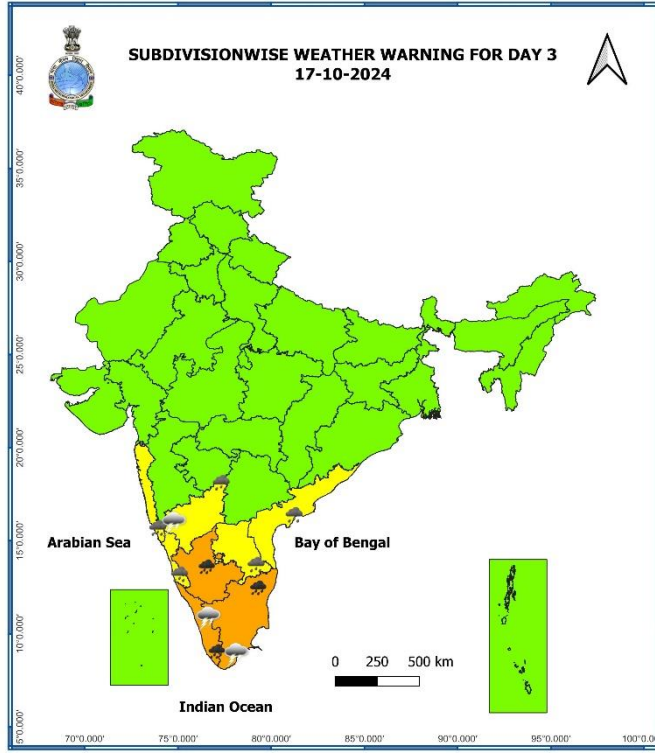 SUBDIVISIONWISE WEATHER WARNING FOR DAY 3
17-10-2024
40°0.000'
35°0.000'
30°0.000'
25°0.000'
20°0.000'
15°0.000'
10°0.000'
5°0.000'
Arabian Sea
Bay of Bengal
0 250 500 km
Indian Ocean
70°0.000' 75°0.000' 80°0.000' 85°0.000' 90°0.000' 95°0.000' 100°0.0